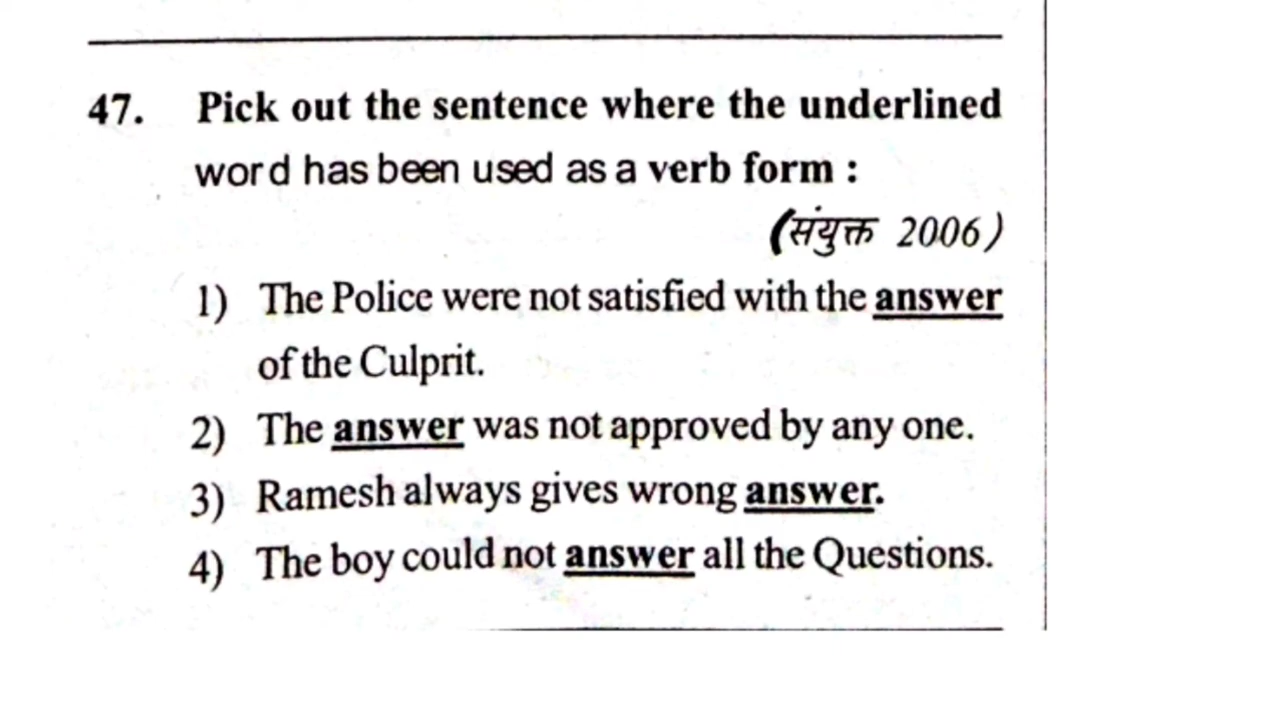 47. Pick out the sentence where the underlined
word has been used as a verb form :
(संयुक्त 2006)
1) The Police were not satisfied with the answer
of the Culprit.
2) The answer was not approved by any one.
3) Ramesh always gives wrong answer.
4) The boy could not answer all the Questions.